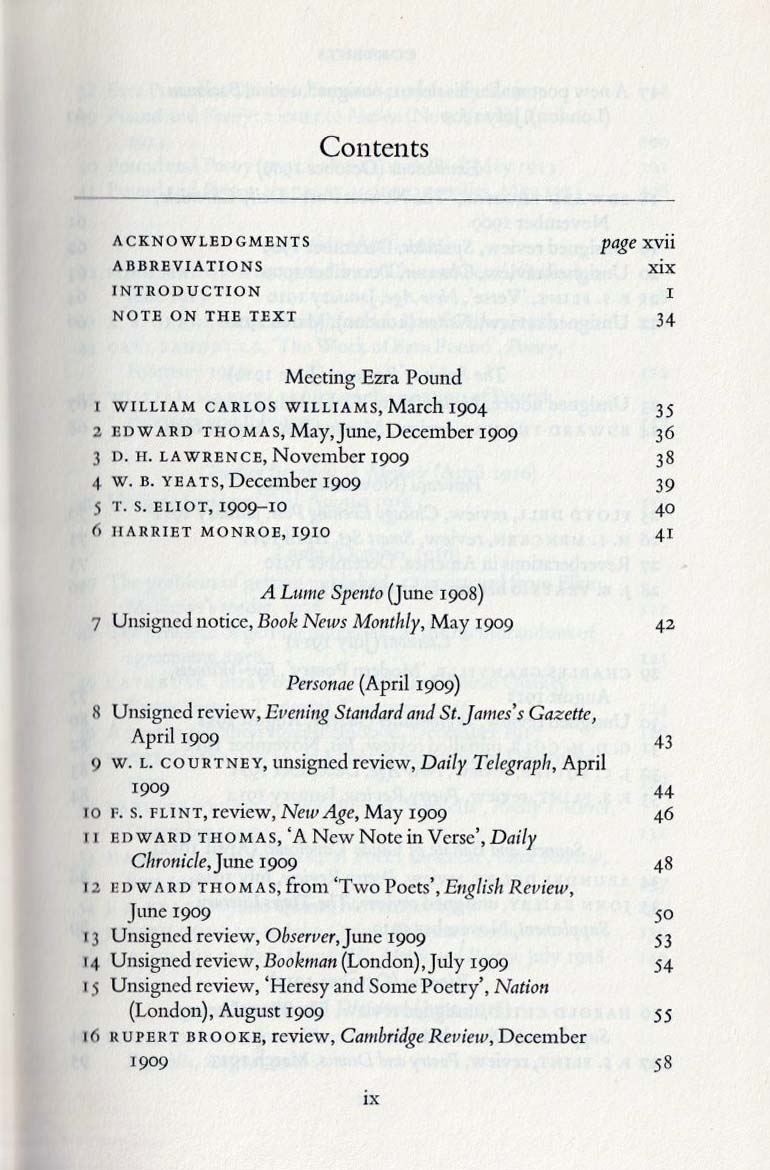 Contents
ACKNOWLEDGMENTS page xvii
ABBREVIATIONS xix
INTRODUCTION 1
NOTE ON THE TEXT 34
Meeting Ezra Pound
1 WILLIAM CARLOS WILLIAMS, March 1904 35
2 EDWARD THOMAS, May, June, December 1909 36
3 D. H. LAWRENCE, November 1909 38
4 W. B. YEATS, December 1909 39
5 T. S. ELIOT, 1909–10 40
6 HARRIET MONROE, 1910 41
A Lume Spento (June 1908)
7 Unsigned notice, Book News Monthly, May 1909 42
Personae (April 1909)
8 Unsigned review, Evening Standard and St. James's Gazette,
April 1909 43
9 W. L. COURTNEY, unsigned review, Daily Telegraph, April
1909 44
10 F. S. FLINT, review, New Age, May 1909 46
11 EDWARD THOMAS, 'A New Note in Verse', Daily
Chronicle, June 1909 48
12 EDWARD THOMAS, from 'Two Poets', English Review,
June 1909 50
13 Unsigned review, Observer, June 1909 53
14 Unsigned review, Bookman (London), July 1909 54
15 Unsigned review, 'Heresy and Some Poetry', Nation
(London), August 1909 55
16 RUPERT BROOKE, review, Cambridge Review, December
1909 58
ix